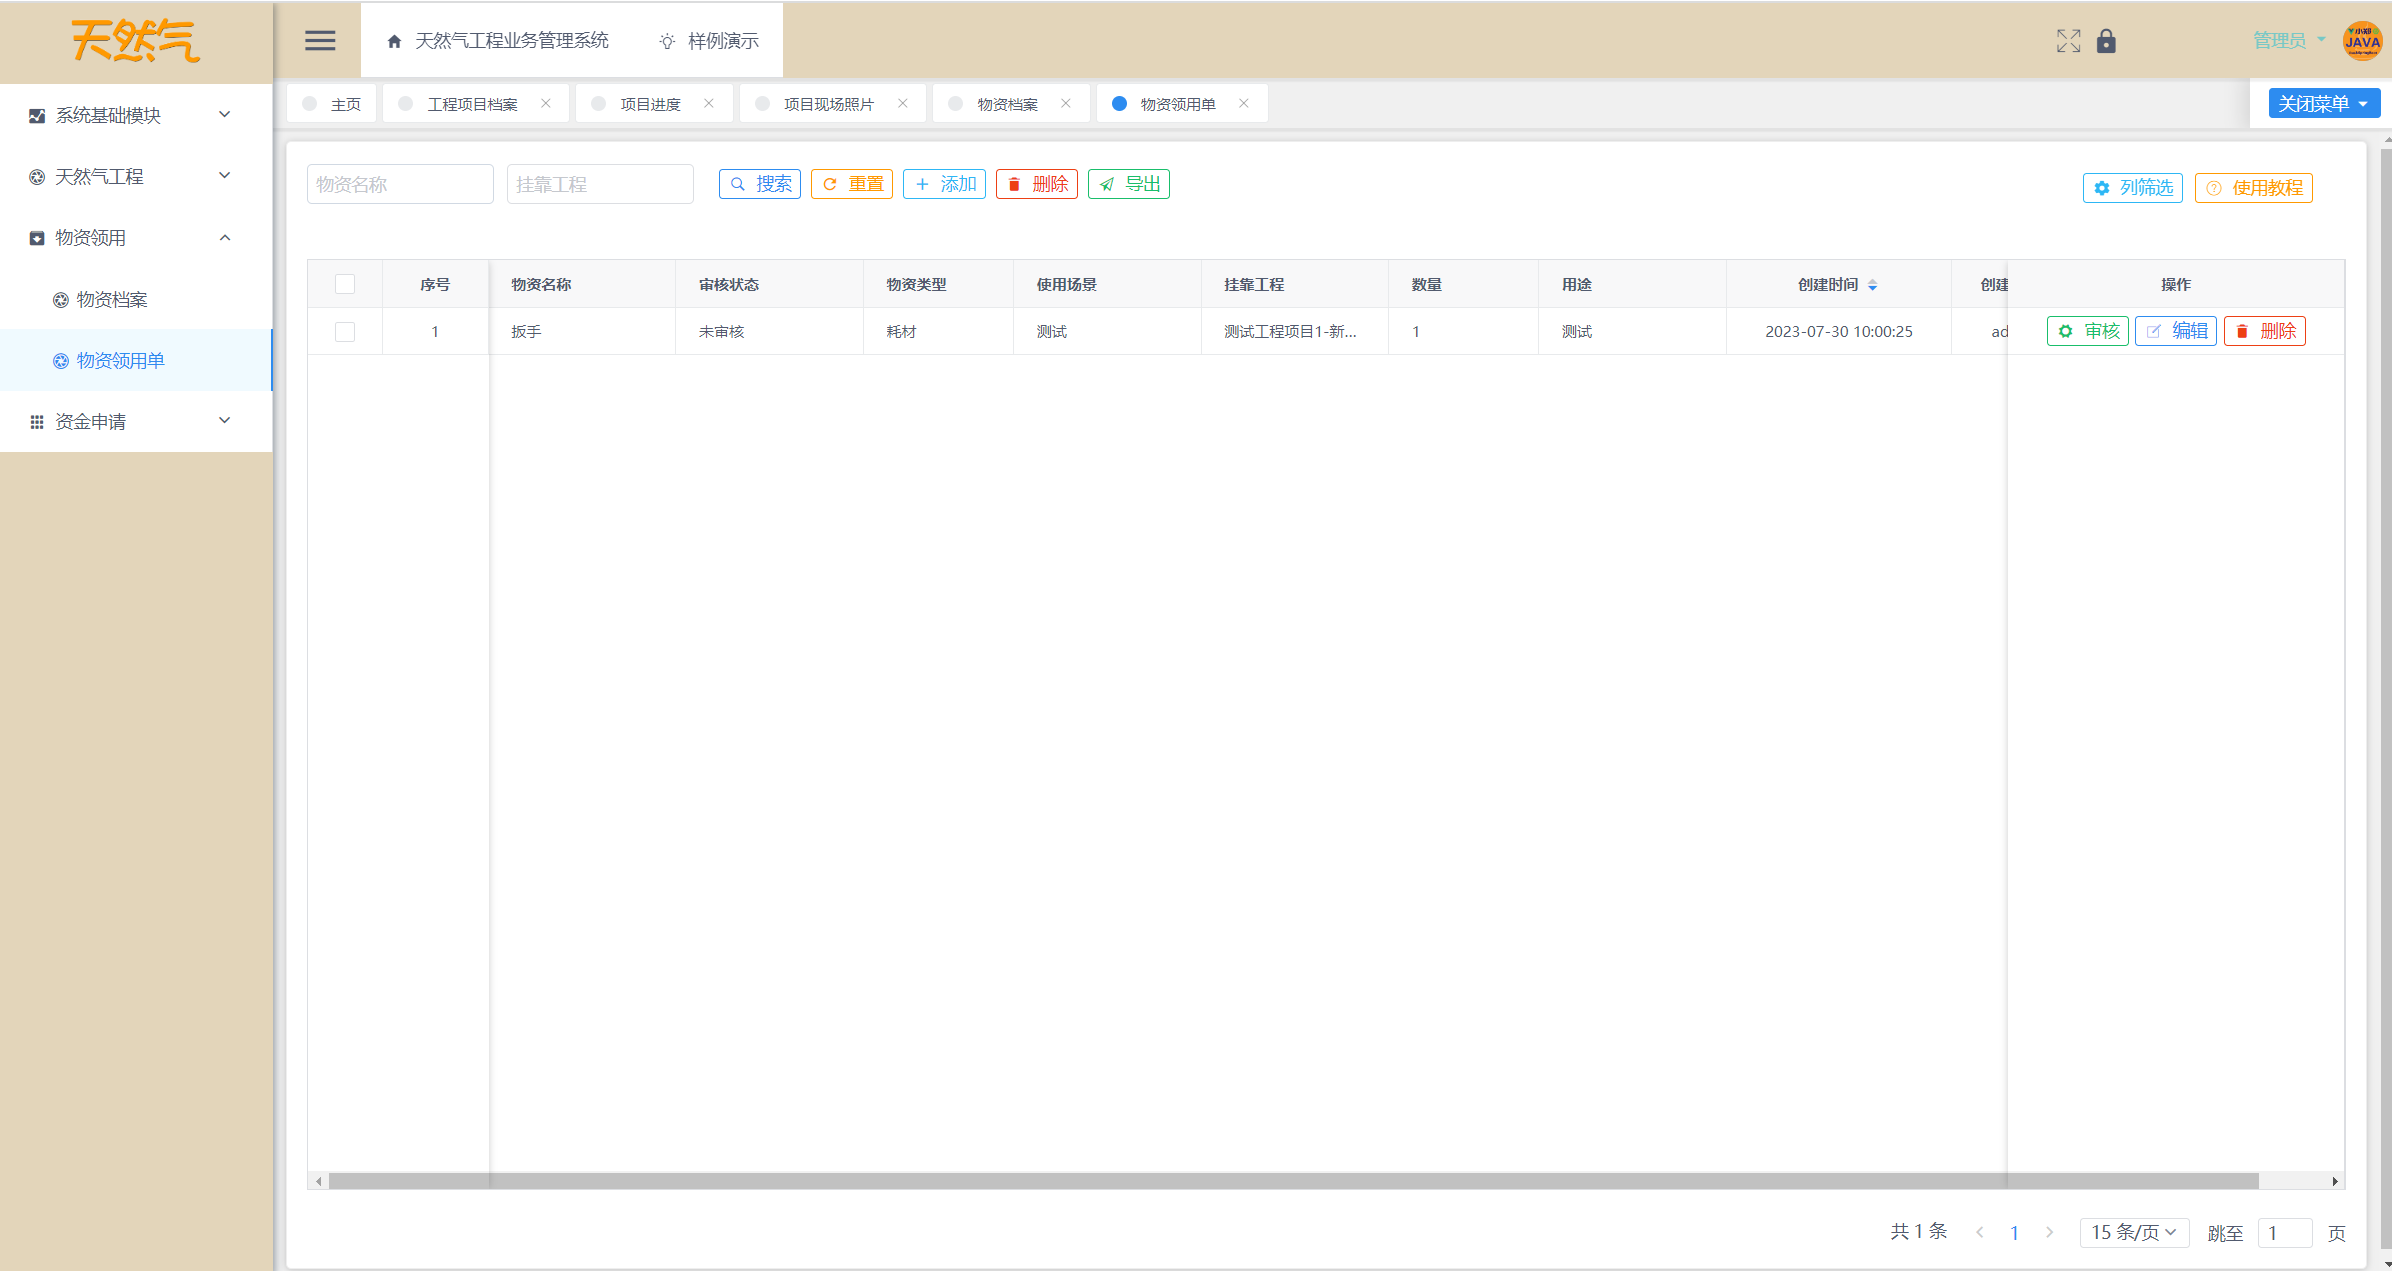 天然气
天然气工程业务管理系统 样例演示 管理员
小知 JAVA
主页 工程项目档案 项目进度 项目现场照片 物资档案 物资领用单 关闭菜单
系统基础模块
天然气工程
物资领用
物资档案
物资领用单
资金申请
物资名称 挂靠工程 搜索 重置 添加 删除 导出 列筛选 使用教程
序号 物资名称 审核状态 物资类型 使用场景 挂靠工程 数量 用途 创建时间 创建 操作
1 扳手 未审核 耗材 测试 测试工程项目1-新... 1 测试 2023-07-30 10:00:25 ad 审核 编辑 删除
共 1 条 1 15 条/页 跳至 1 页